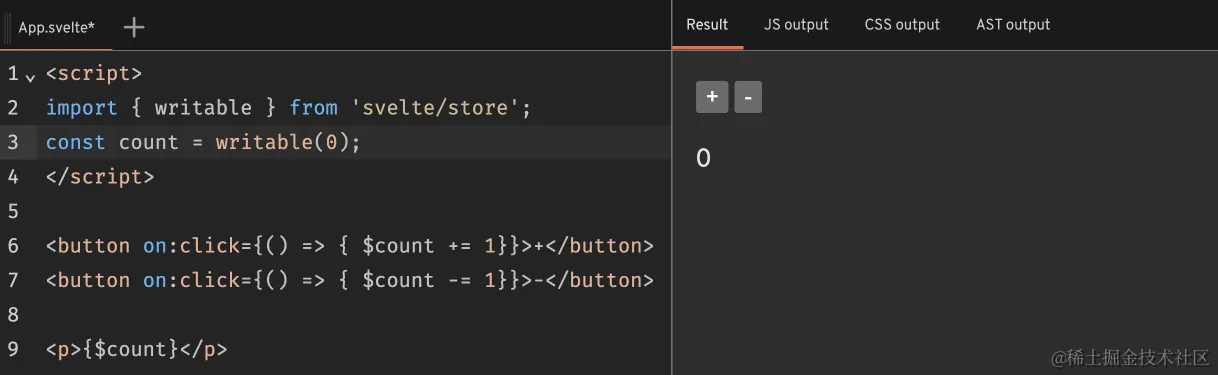 App.svelte*
Result JS output CSS output AST output
1 <script>
2 import { writable } from 'svelte/store';
3 const count = writable(0);
4 </script>
5
6 <button on:click={() => { $count += 1}}>+</button>
7 <button on:click={() => { $count -= 1}}>-</button>
8
9 <p>{$count}</p>
+ -
0
@稀土掘金技术社区